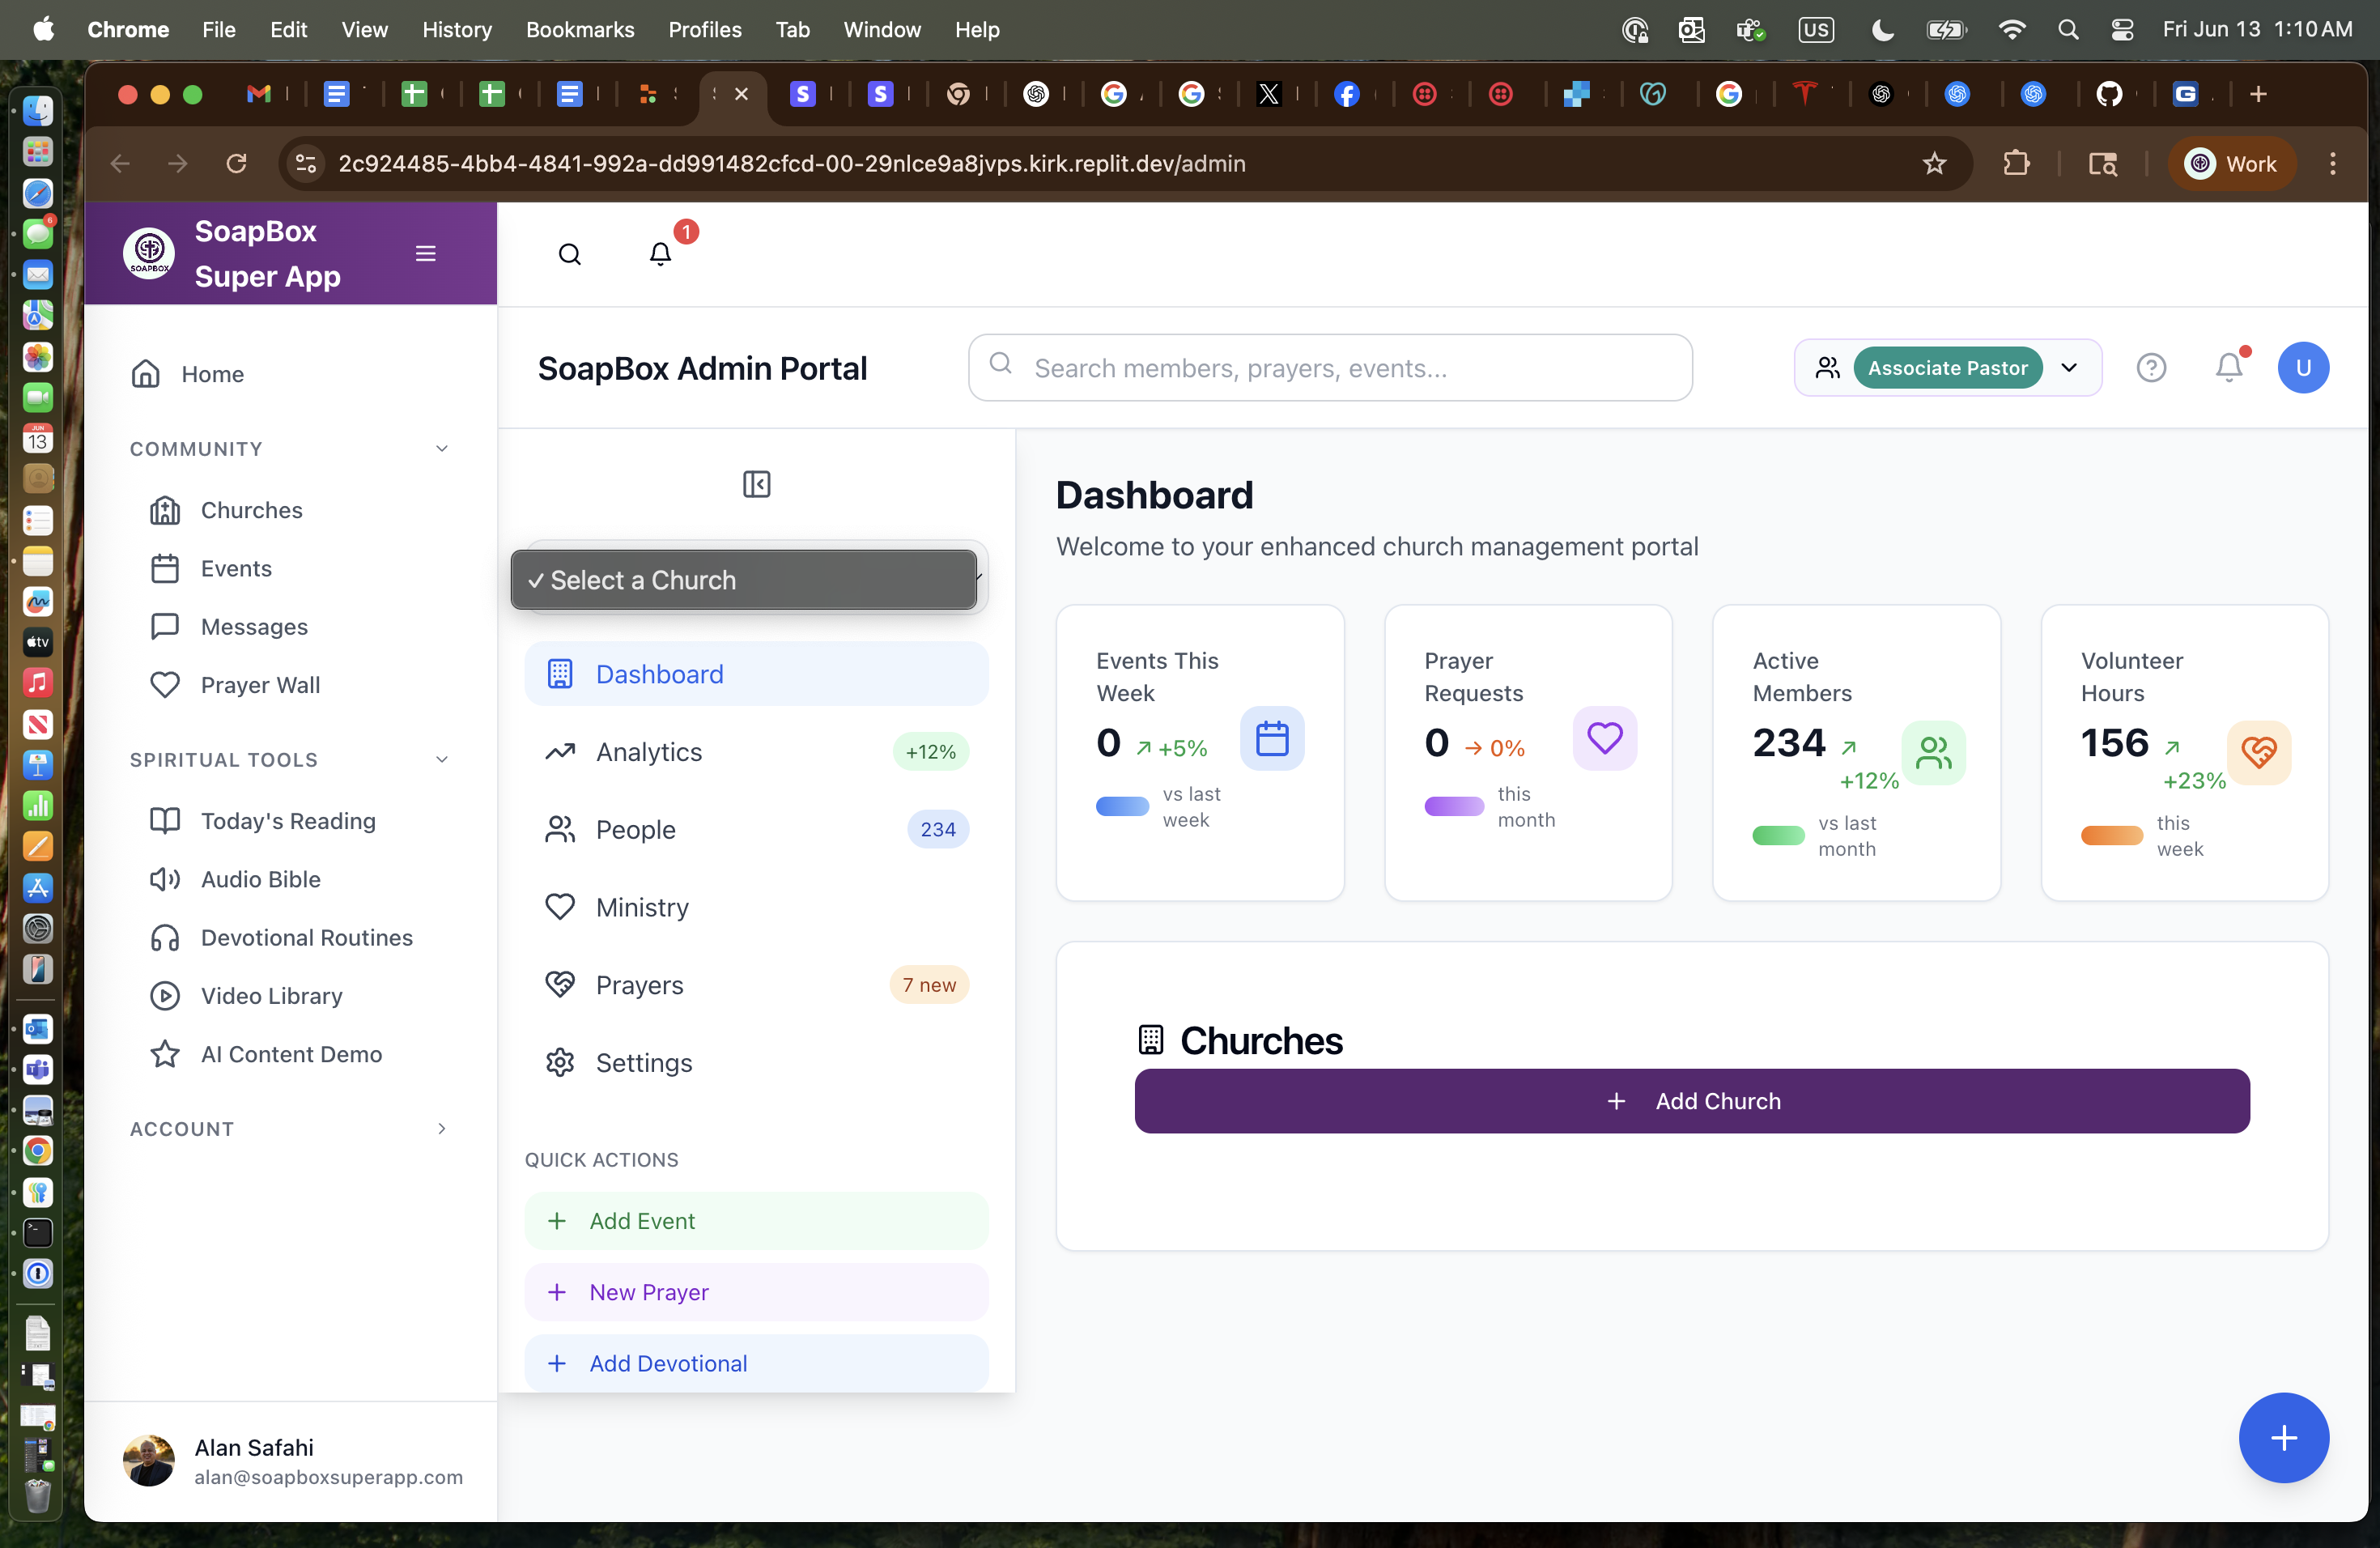 Chrome File Edit View History Bookmarks Profiles Tab Window Help
US
Fri Jun 13 1:10 AM
2c924485-4bb4-4841-992a-dd991482cfcd-00-29nlce9a8jvps.kirk.replit.dev/admin
Work
SOAPBOX
SoapBox
Super App
1
Home
COMMUNITY
Churches
Events
Messages
Prayer Wall
SPIRITUAL TOOLS
Today's Reading
Audio Bible
Devotional Routines
Video Library
AI Content Demo
ACCOUNT
Alan Safahi
alan@soapboxsuperapp.com
SoapBox Admin Portal
Search members, prayers, events...
Associate Pastor
U
✓ Select a Church
Dashboard
Analytics +12%
People 234
Ministry
Prayers 7 new
Settings
QUICK ACTIONS
+ Add Event
+ New Prayer
+ Add Devotional
Dashboard
Welcome to your enhanced church management portal
Events This
Week
0 ↗ +5%
vs last
week
Prayer
Requests
0 → 0%
this
month
Active
Members
234 ↗
+12%
vs last
month
Volunteer
Hours
156 ↗
+23%
this
week
Churches
+ Add Church
+
6
JUN
13
tv